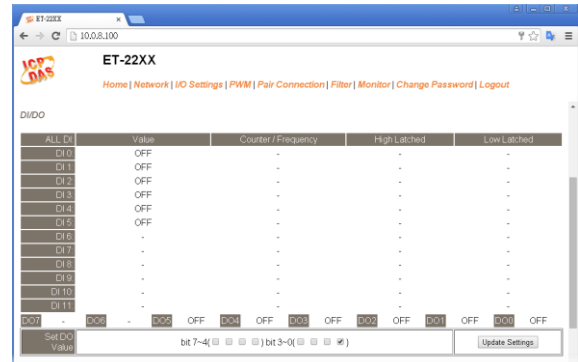 ET-22XX
10.0.8.100
ICP DAS
ET-22XX
Home | Network | I/O Settings | PWM | Pair Connection | Filter | Monitor | Change Password | Logout
DI/DO
ALL DI Value Counter / Frequency High Latched Low Latched
DI 0: OFF - - -
DI 1: OFF - - -
DI 2: OFF - - -
DI 3: OFF - - -
DI 4: OFF - - -
DI 5: OFF - - -
DI 6: - - - -
DI 7: - - - -
DI 8: - - - -
DI 9: - - - -
DI 10: - - - -
DI 11: - - - -
DO7 - DO6 - DO5 OFF DO4 OFF DO3 OFF DO2 OFF DO1 OFF DO0 OFF
Set DO Value bit 7~4( ) bit 3~0( ) Update Settings